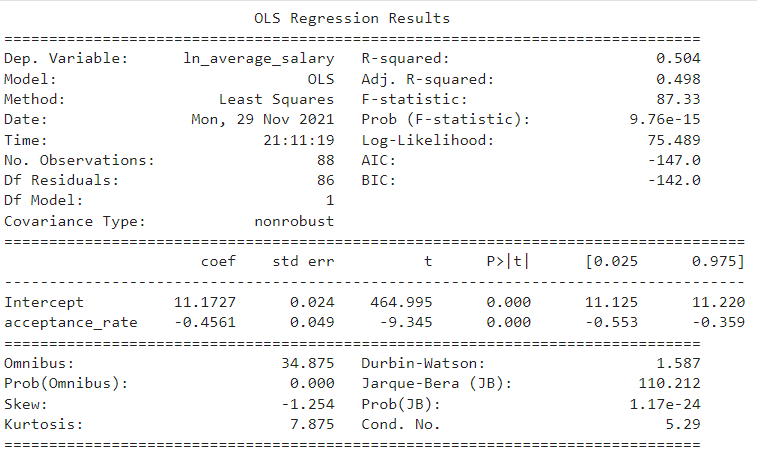 OLS Regression Results
==============================================================================
Dep. Variable:     ln_average_salary   R-squared:                       0.504
Model:                            OLS   Adj. R-squared:                  0.498
Method:                 Least Squares   F-statistic:                     87.33
Date:                Mon, 29 Nov 2021   Prob (F-statistic):           9.76e-15
Time:                        21:11:19   Log-Likelihood:                 75.489
No. Observations:                  88   AIC:                            -147.0
Df Residuals:                      86   BIC:                            -142.0
Df Model:                           1
Covariance Type:            nonrobust
===================================================================================
                      coef    std err          t      P>|t|      [0.025      0.975]
-----------------------------------------------------------------------------------
Intercept          11.1727      0.024    464.995      0.000      11.125      11.220
acceptance_rate    -0.4561      0.049     -9.345      0.000      -0.553      -0.359
==============================================================================
Omnibus:                       34.875   Durbin-Watson:                   1.587
Prob(Omnibus):                  0.000   Jarque-Bera (JB):              110.212
Skew:                          -1.254   Prob(JB):                     1.17e-24
Kurtosis:                       7.875   Cond. No.                         5.29
==============================================================================